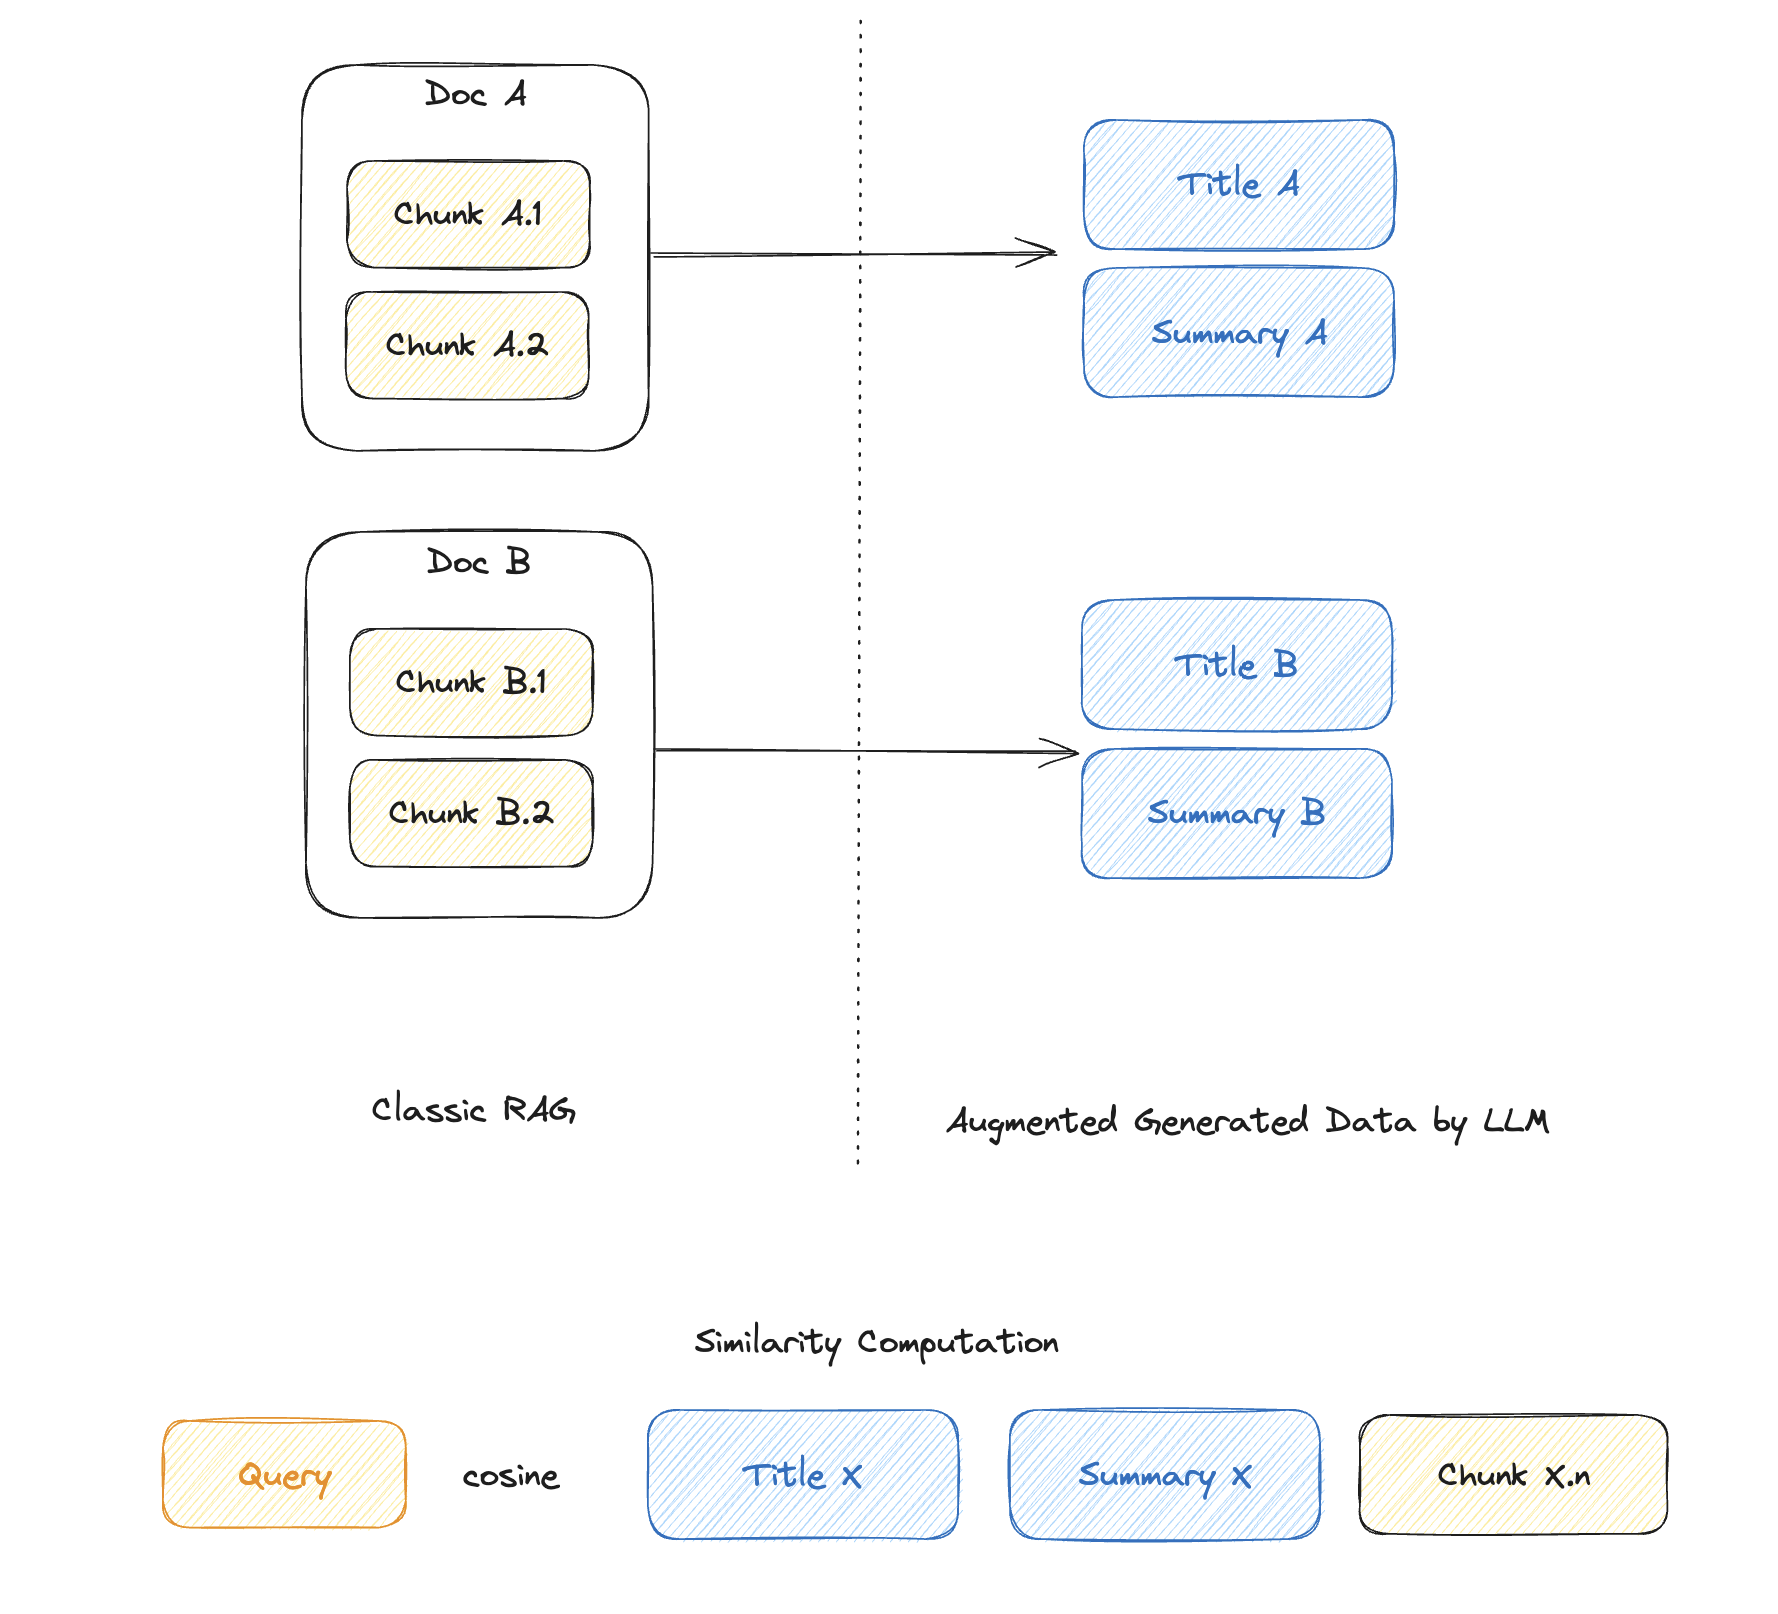 Doc A
Chunk A.1
Chunk A.2
Title A
Summary A
Doc B
Chunk B.1
Chunk B.2
Title B
Summary B
Classic RAG
Augmented Generated Data by LLM
Similarity Computation
Query
cosine
Title X
Summary X
Chunk X.n